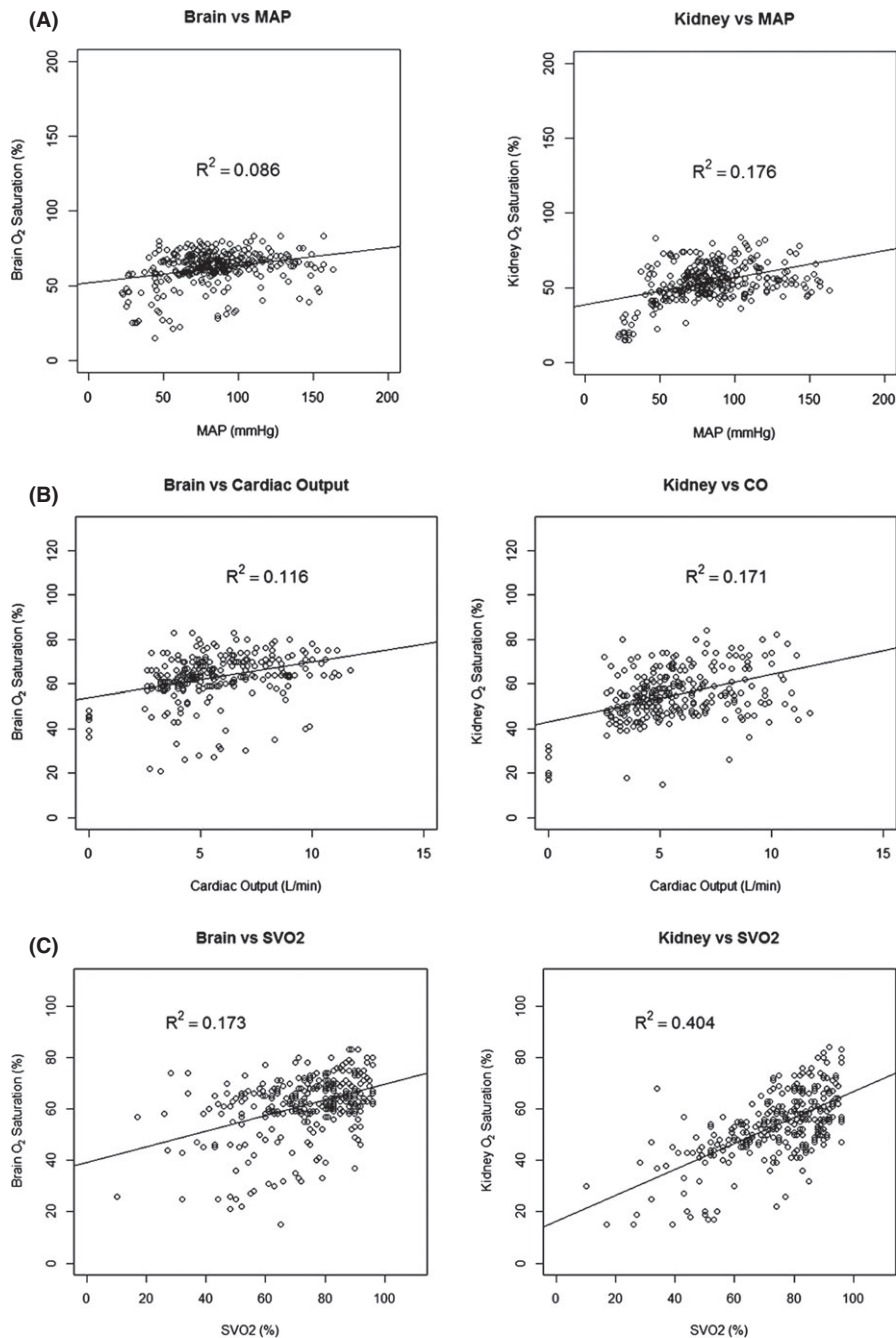 (A)
Brain vs MAP
Brain O₂ Saturation (%)
200
150
100
50
0
R² = 0.086
0 50 100 150 200
MAP (mmHg)
Kidney vs MAP
Kidney O₂ Saturation (%)
200
150
100
50
0
R² = 0.176
0 50 100 150 200
MAP (mmHg)
(B)
Brain vs Cardiac Output
Brain O₂ Saturation (%)
120
100
80
60
40
20
0
R² = 0.116
0 5 10 15
Cardiac Output (L/min)
Kidney vs CO
Kidney O₂ Saturation (%)
120
100
80
60
40
20
0
R² = 0.171
0 5 10 15
Cardiac Output (L/min)
(C)
Brain vs SVO2
Brain O₂ Saturation (%)
100
80
60
40
20
0
R² = 0.173
0 20 40 60 80 100
SVO2 (%)
Kidney vs SVO2
Kidney O₂ Saturation (%)
100
80
60
40
20
0
R² = 0.404
0 20 40 60 80 100
SVO2 (%)